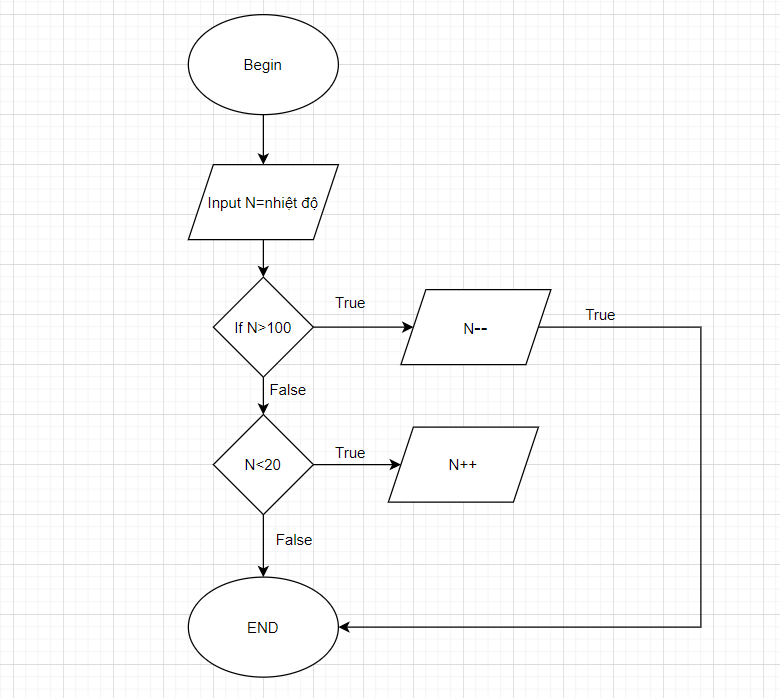 Begin
Input N=nhiệt độ
If N>100
True
N--
True
False
N<20
True
N++
False
END